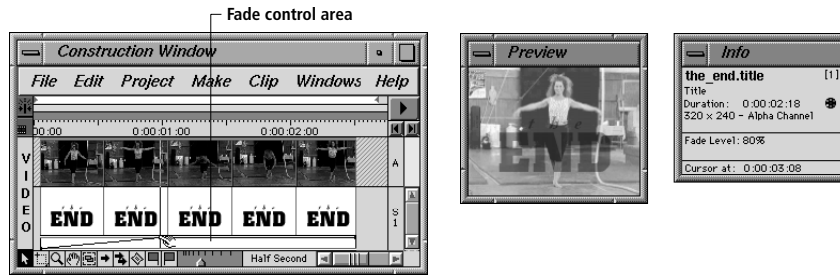 Fade control area
Construction Window
File Edit Project Make Clip Windows Help
00:00 0:00:01:00 0:00:02:00
VIDEO
A
END END END END END
S1
Half Second
Preview
END
Info
the_end.title [1]
Title
Duration: 0:00:02:18
320 × 240 - Alpha Channel
Fade Level: 80%
Cursor at: 0:00:03:08